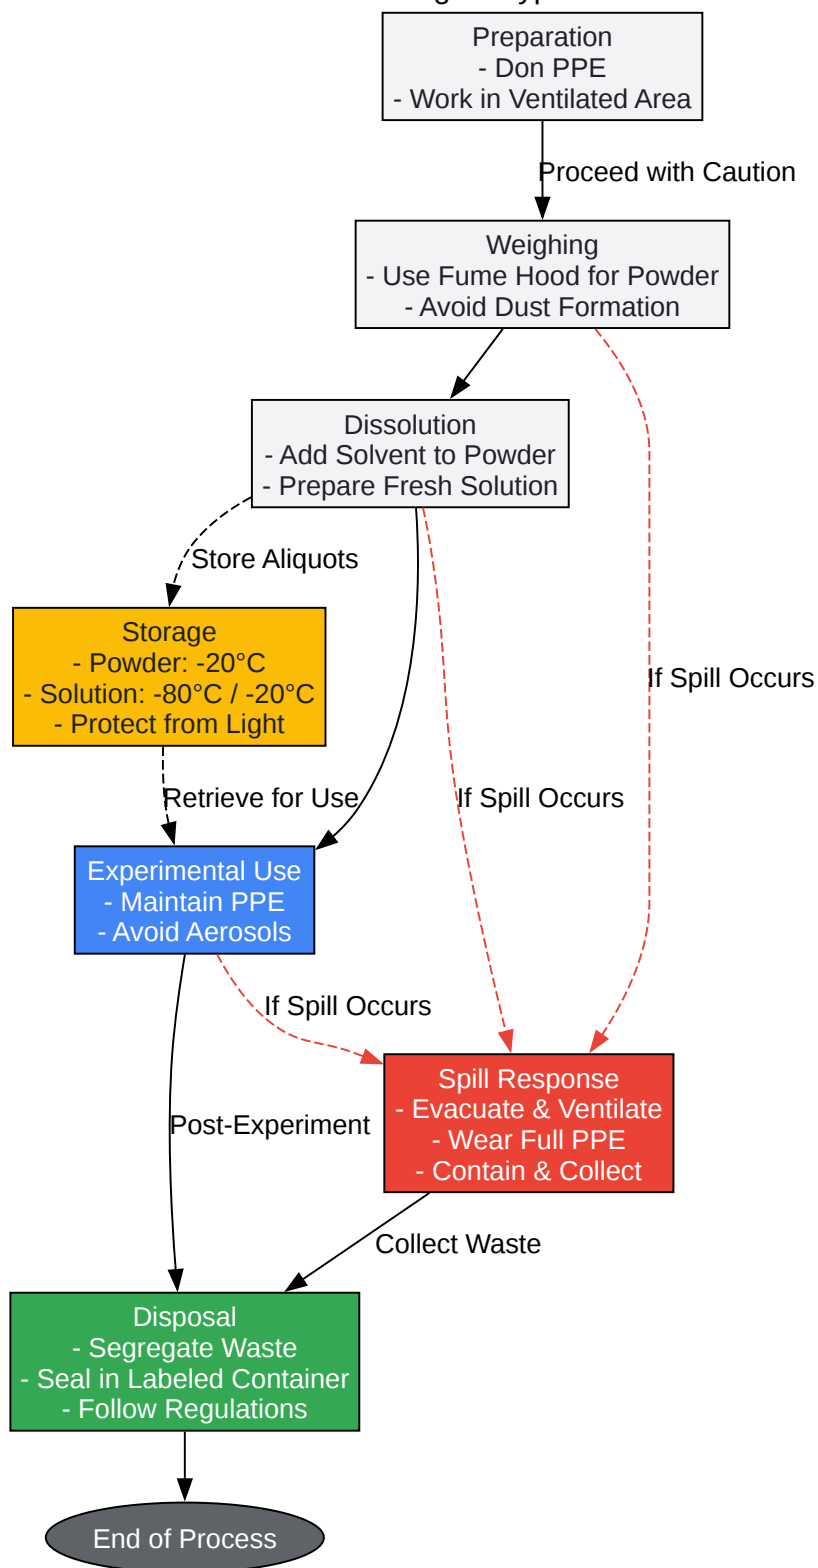 Preparation
- Don PPE
- Work in Ventilated Area
Proceed with Caution
Weighing
- Use Fume Hood for Powder
- Avoid Dust Formation
Dissolution
- Add Solvent to Powder
- Prepare Fresh Solution
Store Aliquots
Storage
- Powder: -20°C
- Solution: -80°C / -20°C
- Protect from Light
If Spill Occurs
Retrieve for Use
If Spill Occurs
Experimental Use
- Maintain PPE
- Avoid Aerosols
If Spill Occurs
Spill Response
- Evacuate & Ventilate
- Wear Full PPE
- Contain & Collect
Post-Experiment
Collect Waste
Disposal
- Segregate Waste
- Seal in Labeled Container
- Follow Regulations
End of Process